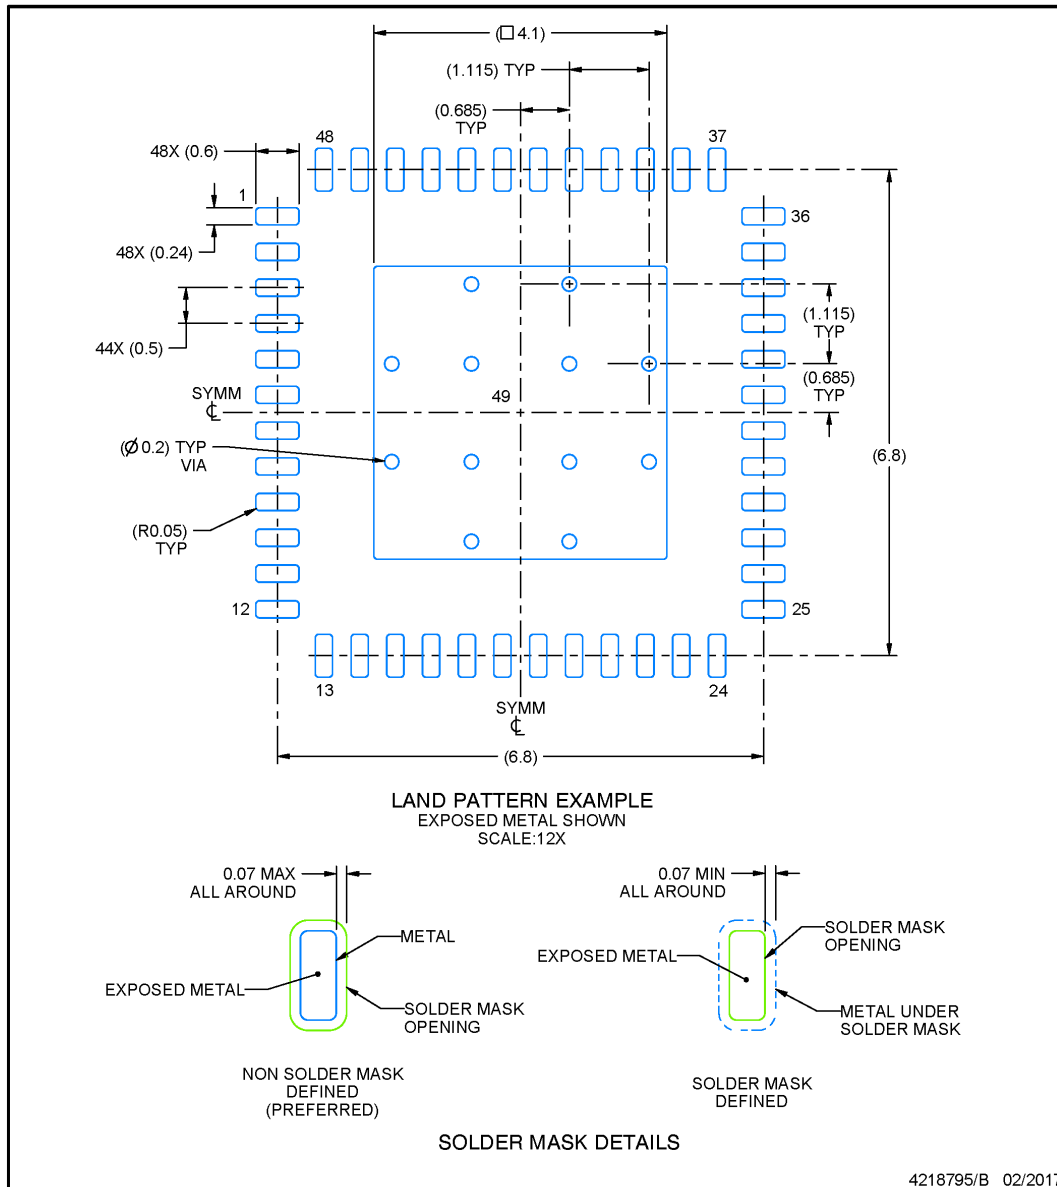 (□ 4.1)
(1.115) TYP
(0.685)
TYP
48
37
48X (0.6)
1
36
48X (0.24)
(1.115)
TYP
44X (0.5)
(0.685)
TYP
SYMM
℄
49
(Ø 0.2) TYP
VIA
(6.8)
(R0.05)
TYP
12
25
13
24
SYMM
℄
(6.8)
LAND PATTERN EXAMPLE
EXPOSED METAL SHOWN
SCALE:12X
0.07 MAX
ALL AROUND
METAL
EXPOSED METAL
SOLDER MASK
OPENING
NON SOLDER MASK
DEFINED
(PREFERRED)
0.07 MIN
ALL AROUND
SOLDER MASK
OPENING
EXPOSED METAL
METAL UNDER
SOLDER MASK
SOLDER MASK
DEFINED
SOLDER MASK DETAILS
4218795/B 02/2017